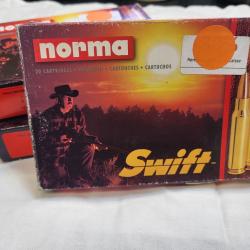 norma
20 CARTRIDGES • PATRONEN • CARTOUCHES • CARTUCHOS
Swift